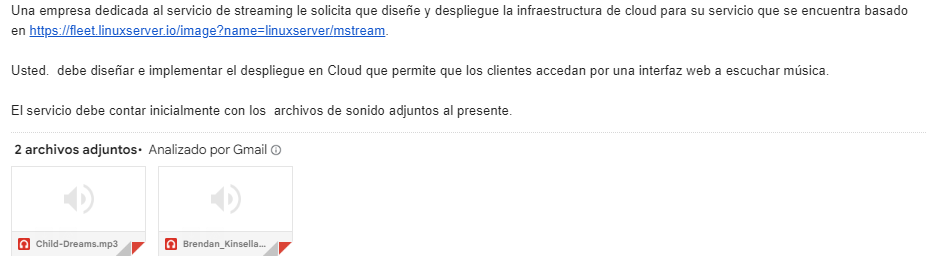 Una empresa dedicada al servicio de streaming le solicita que diseñe y despliegue la infraestructura de cloud para su servicio que se encuentra basado
en https://fleet.linuxserver.io/image?name=linuxserver/mstream.
Usted.  debe diseñar e implementar el despliegue en Cloud que permite que los clientes accedan por una interfaz web a escuchar música.
El servicio debe contar inicialmente con los  archivos de sonido adjuntos al presente.
2 archivos adjuntos• Analizado por Gmail
Child-Dreams.mp3 Brendan_Kinsella...